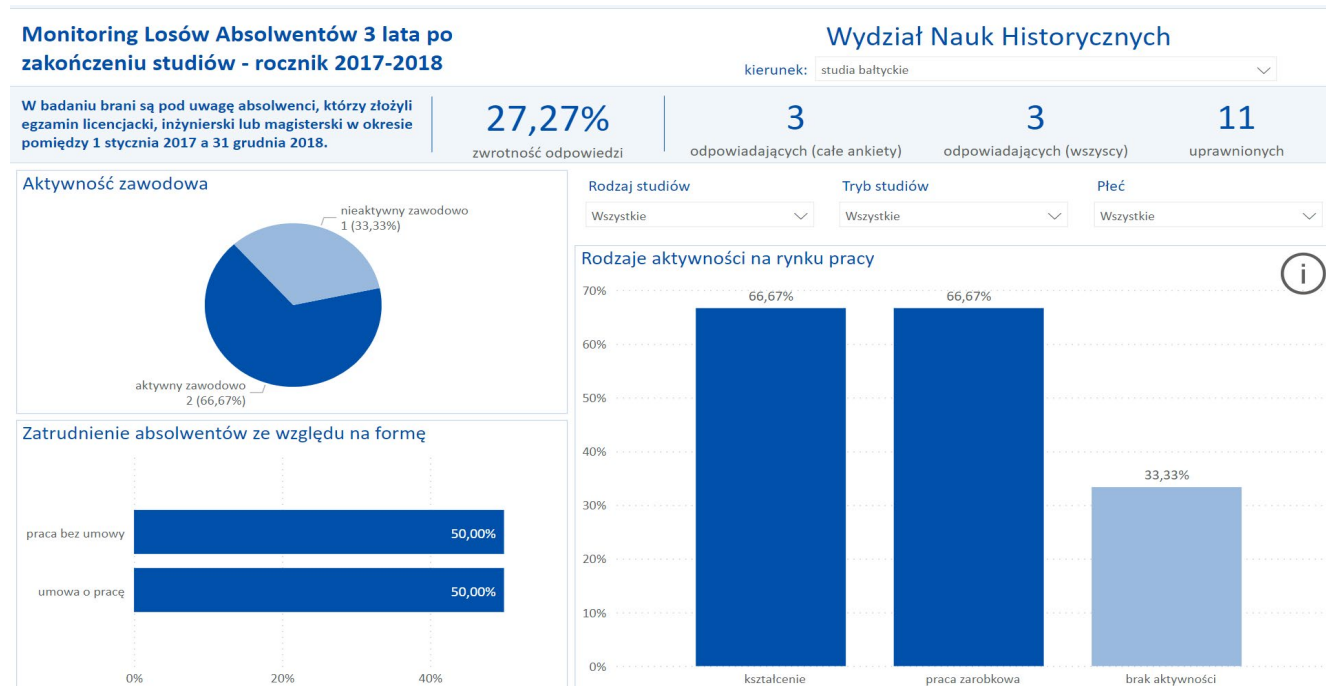 Monitoring Losów Absolwentów 3 lata po
zakończeniu studiów - rocznik 2017-2018
Wydział Nauk Historycznych
kierunek: studia bałtyckie
W badaniu brani są pod uwagę absolwenci, którzy złożyli
egzamin licencjacki, inżynierski lub magisterski w okresie
pomiędzy 1 stycznia 2017 a 31 grudnia 2018.
27,27%
zwrotność odpowiedzi
3
odpowiadających (całe ankiety)
3
odpowiadających (wszyscy)
11
uprawnionych
Aktywność zawodowa
nieaktywny zawodowo
1 (33,33%)
aktywny zawodowo
2 (66,67%)
Rodzaj studiów
Wszystkie
Tryb studiów
Wszystkie
Płeć
Wszystkie
Zatrudnienie absolwentów ze względu na formę
praca bez umowy 50,00%
umowa o pracę 50,00%
0% 20% 40%
Rodzaje aktywności na rynku pracy
i
70%
66,67% 66,67%
60%
50%
40%
33,33%
30%
20%
10%
0%
kształcenie praca zarobkowa brak aktywności